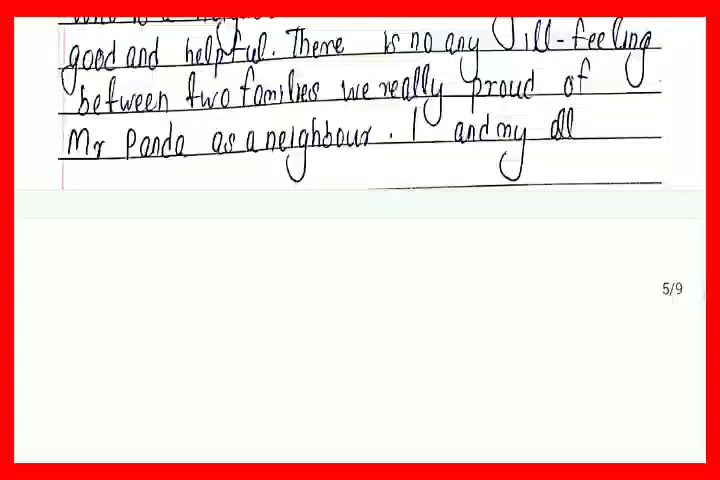 good and helpful. There is no any ill-feeling
between two families we really proud of
Mr Panda as a neighbour. I and my all
5/9